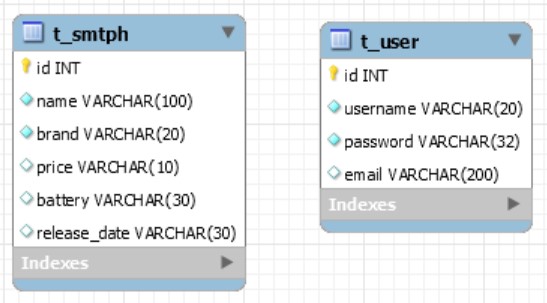 t_smtph
id INT
name VARCHAR(100)
brand VARCHAR(20)
price VARCHAR(10)
battery VARCHAR(30)
release_date VARCHAR(30)
Indexes
t_user
id INT
username VARCHAR(20)
password VARCHAR(32)
email VARCHAR(200)
Indexes